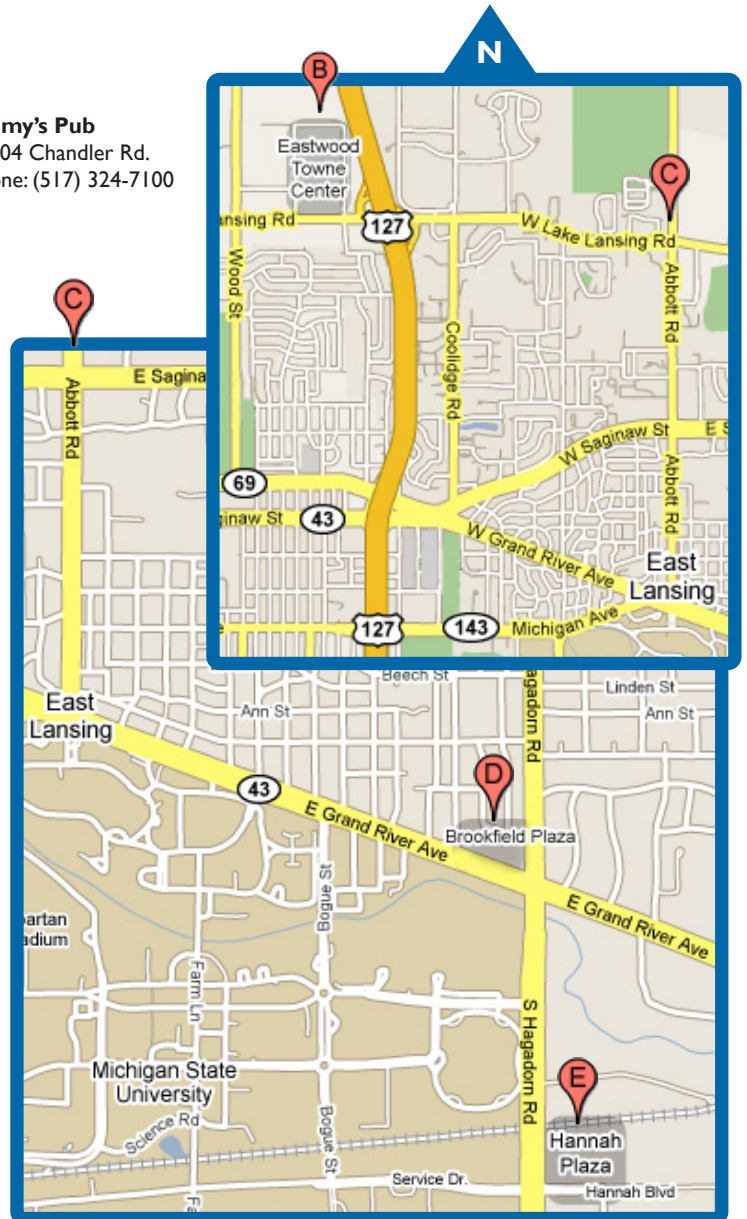 N
B
my's Pub
04 Chandler Rd.
one: (517) 324-7100
Eastwood
Towne
Center
C
ansing Rd
127
W Lake Lansing Rd
Wood St
Coolidge Rd
Abbott Rd
W Saginaw St
E S
69
ginaw St
43
Abbott Rd
W Grand River Ave
East
Lansing
127
143
Michigan Ave
C
E Sagina
Abbott Rd
Beech St
agadorn Rd
Linden St
Ann St
Ann St
East
Lansing
43
D
E Grand River Ave
Brookfield Plaza
Bogue St
E Grand River Ave
partan
adium
Farm Ln
S Hagadorn Rd
Michigan State
University
E
Science Rd
Bogue St
Hannah
Plaza
Service Dr.
Hannah Blvd
Fa